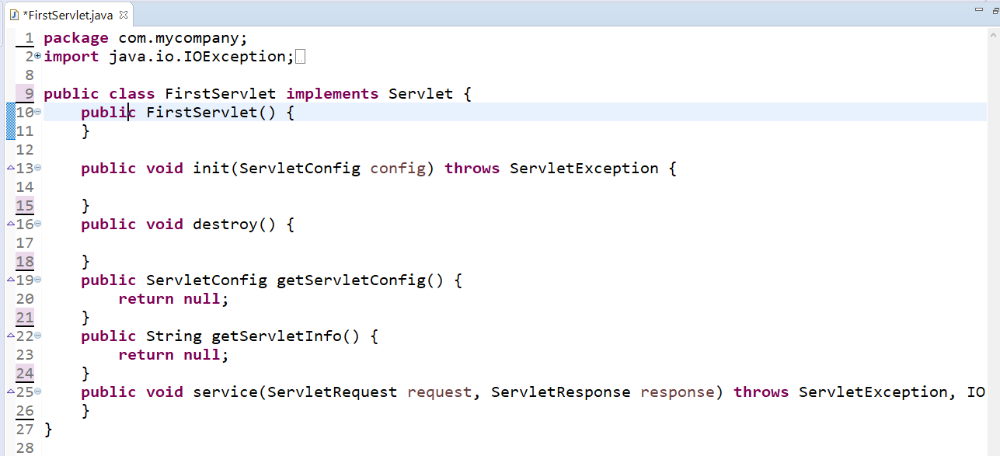 *FirstServlet.java
1 package com.mycompany;
2 import java.io.IOException;
8
9 public class FirstServlet implements Servlet {
10     public FirstServlet() {
11     }
12
13     public void init(ServletConfig config) throws ServletException {
14
15     }
16     public void destroy() {
17
18     }
19     public ServletConfig getServletConfig() {
20         return null;
21     }
22     public String getServletInfo() {
23         return null;
24     }
25     public void service(ServletRequest request, ServletResponse response) throws ServletException, IO
26     }
27 }
28